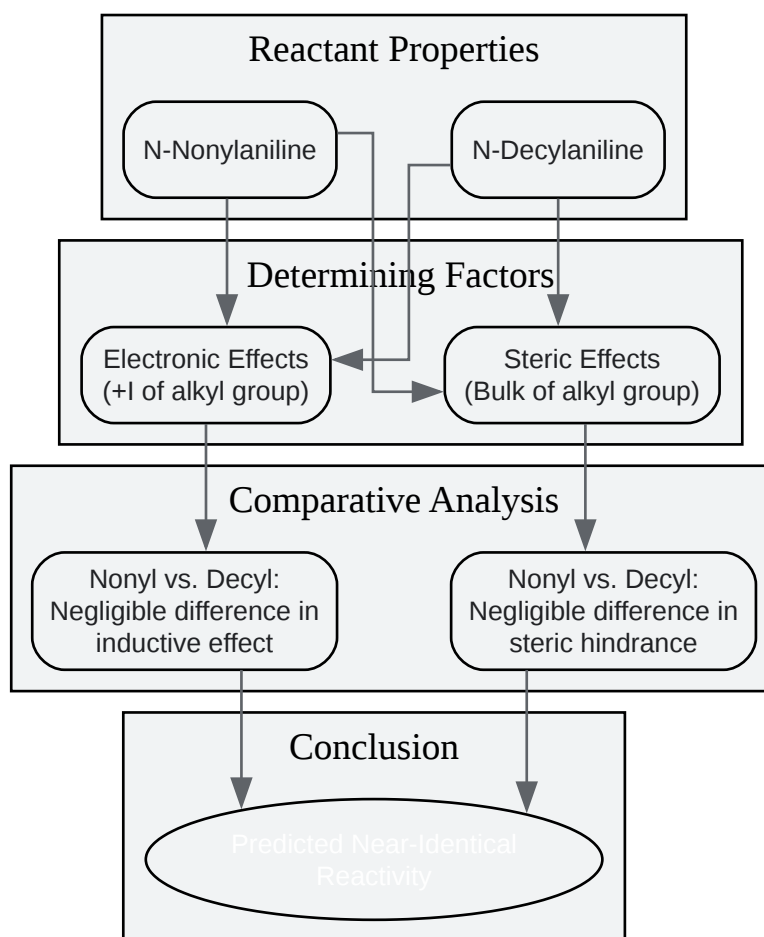 Reactant Properties
N-Nonylaniline
N-Decylaniline
Determining Factors
Electronic Effects
(+I of alkyl group)
Steric Effects
(Bulk of alkyl group)
Comparative Analysis
Nonyl vs. Decyl:
Negligible difference in
inductive effect
Nonyl vs. Decyl:
Negligible difference in
steric hindrance
Conclusion
Predicted Near-Identical
Reactivity